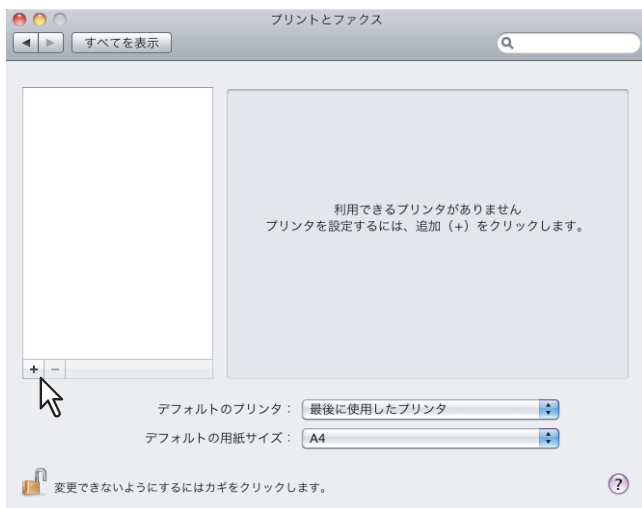 プリントとファクス
すべてを表示
利用できるプリンタがありません
プリンタを設定するには、追加（+）をクリックします。
+ −
デフォルトのプリンタ： 最後に使用したプリンタ
デフォルトの用紙サイズ： A4
変更できないようにするにはカギをクリックします。 ?